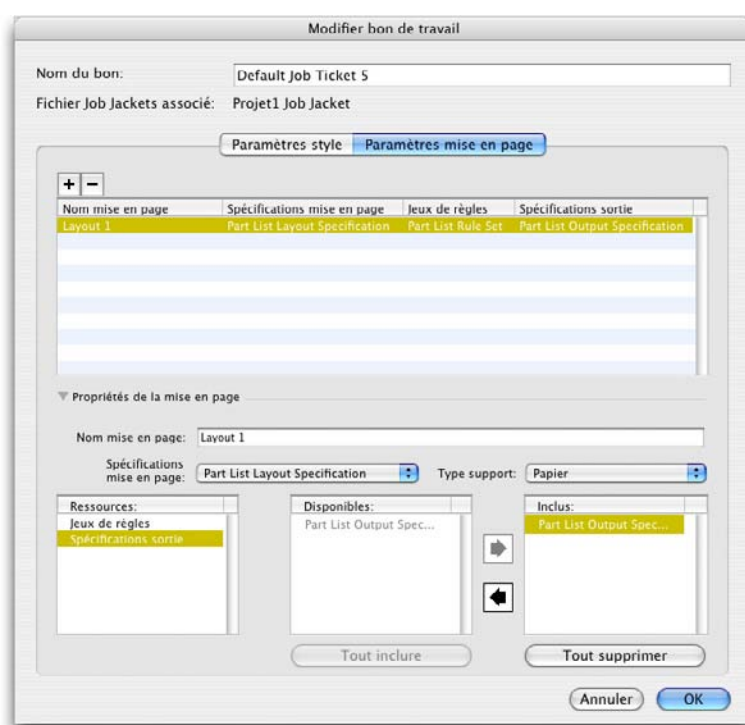 Modifier bon de travail
Nom du bon: Default Job Ticket 5
Fichier Job Jackets associé: Projet1 Job Jacket
Paramètres style Paramètres mise en page
+ −
Nom mise en page Spécifications mise en page Jeux de règles Spécifications sortie
Layout 1 Part List Layout Specification Part List Rule Set Part List Output Specification
Propriétés de la mise en page
Nom mise en page: Layout 1
Spécifications
mise en page: Part List Layout Specification Type support: Papier
Ressources: Disponibles: Inclus:
Jeux de règles Part List Output Spec... Part List Output Spec...
Spécifications sortie
Tout inclure Tout supprimer
Annuler OK